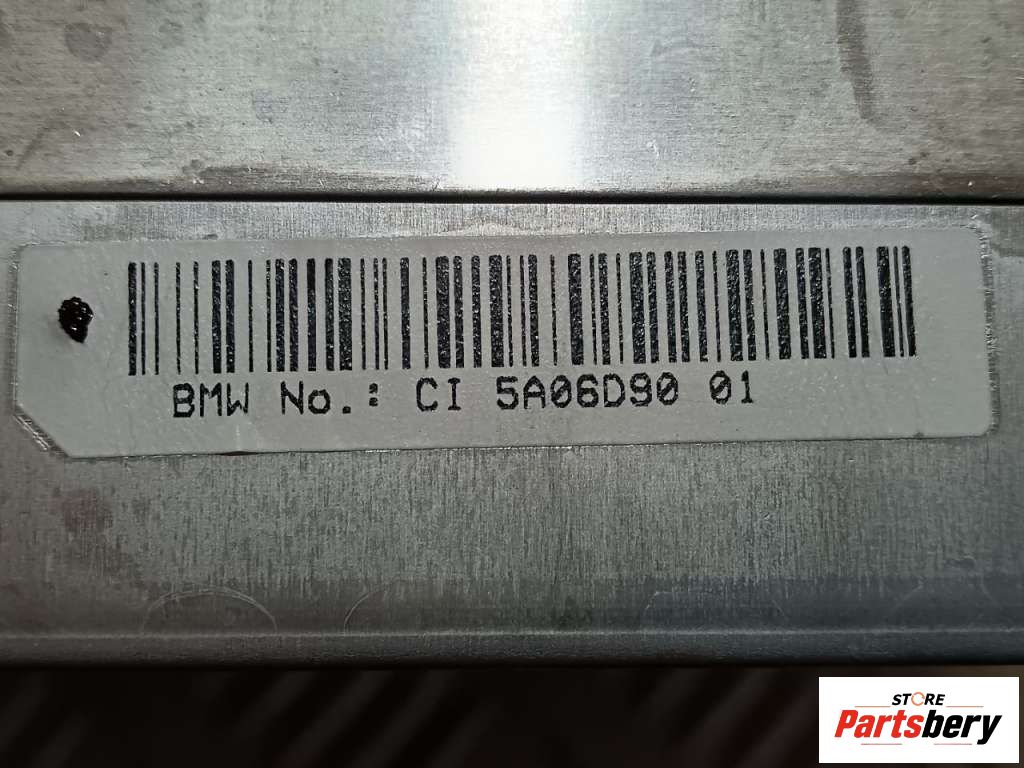 BMW No.: CI 5A06D90 01
STORE
Partsbery